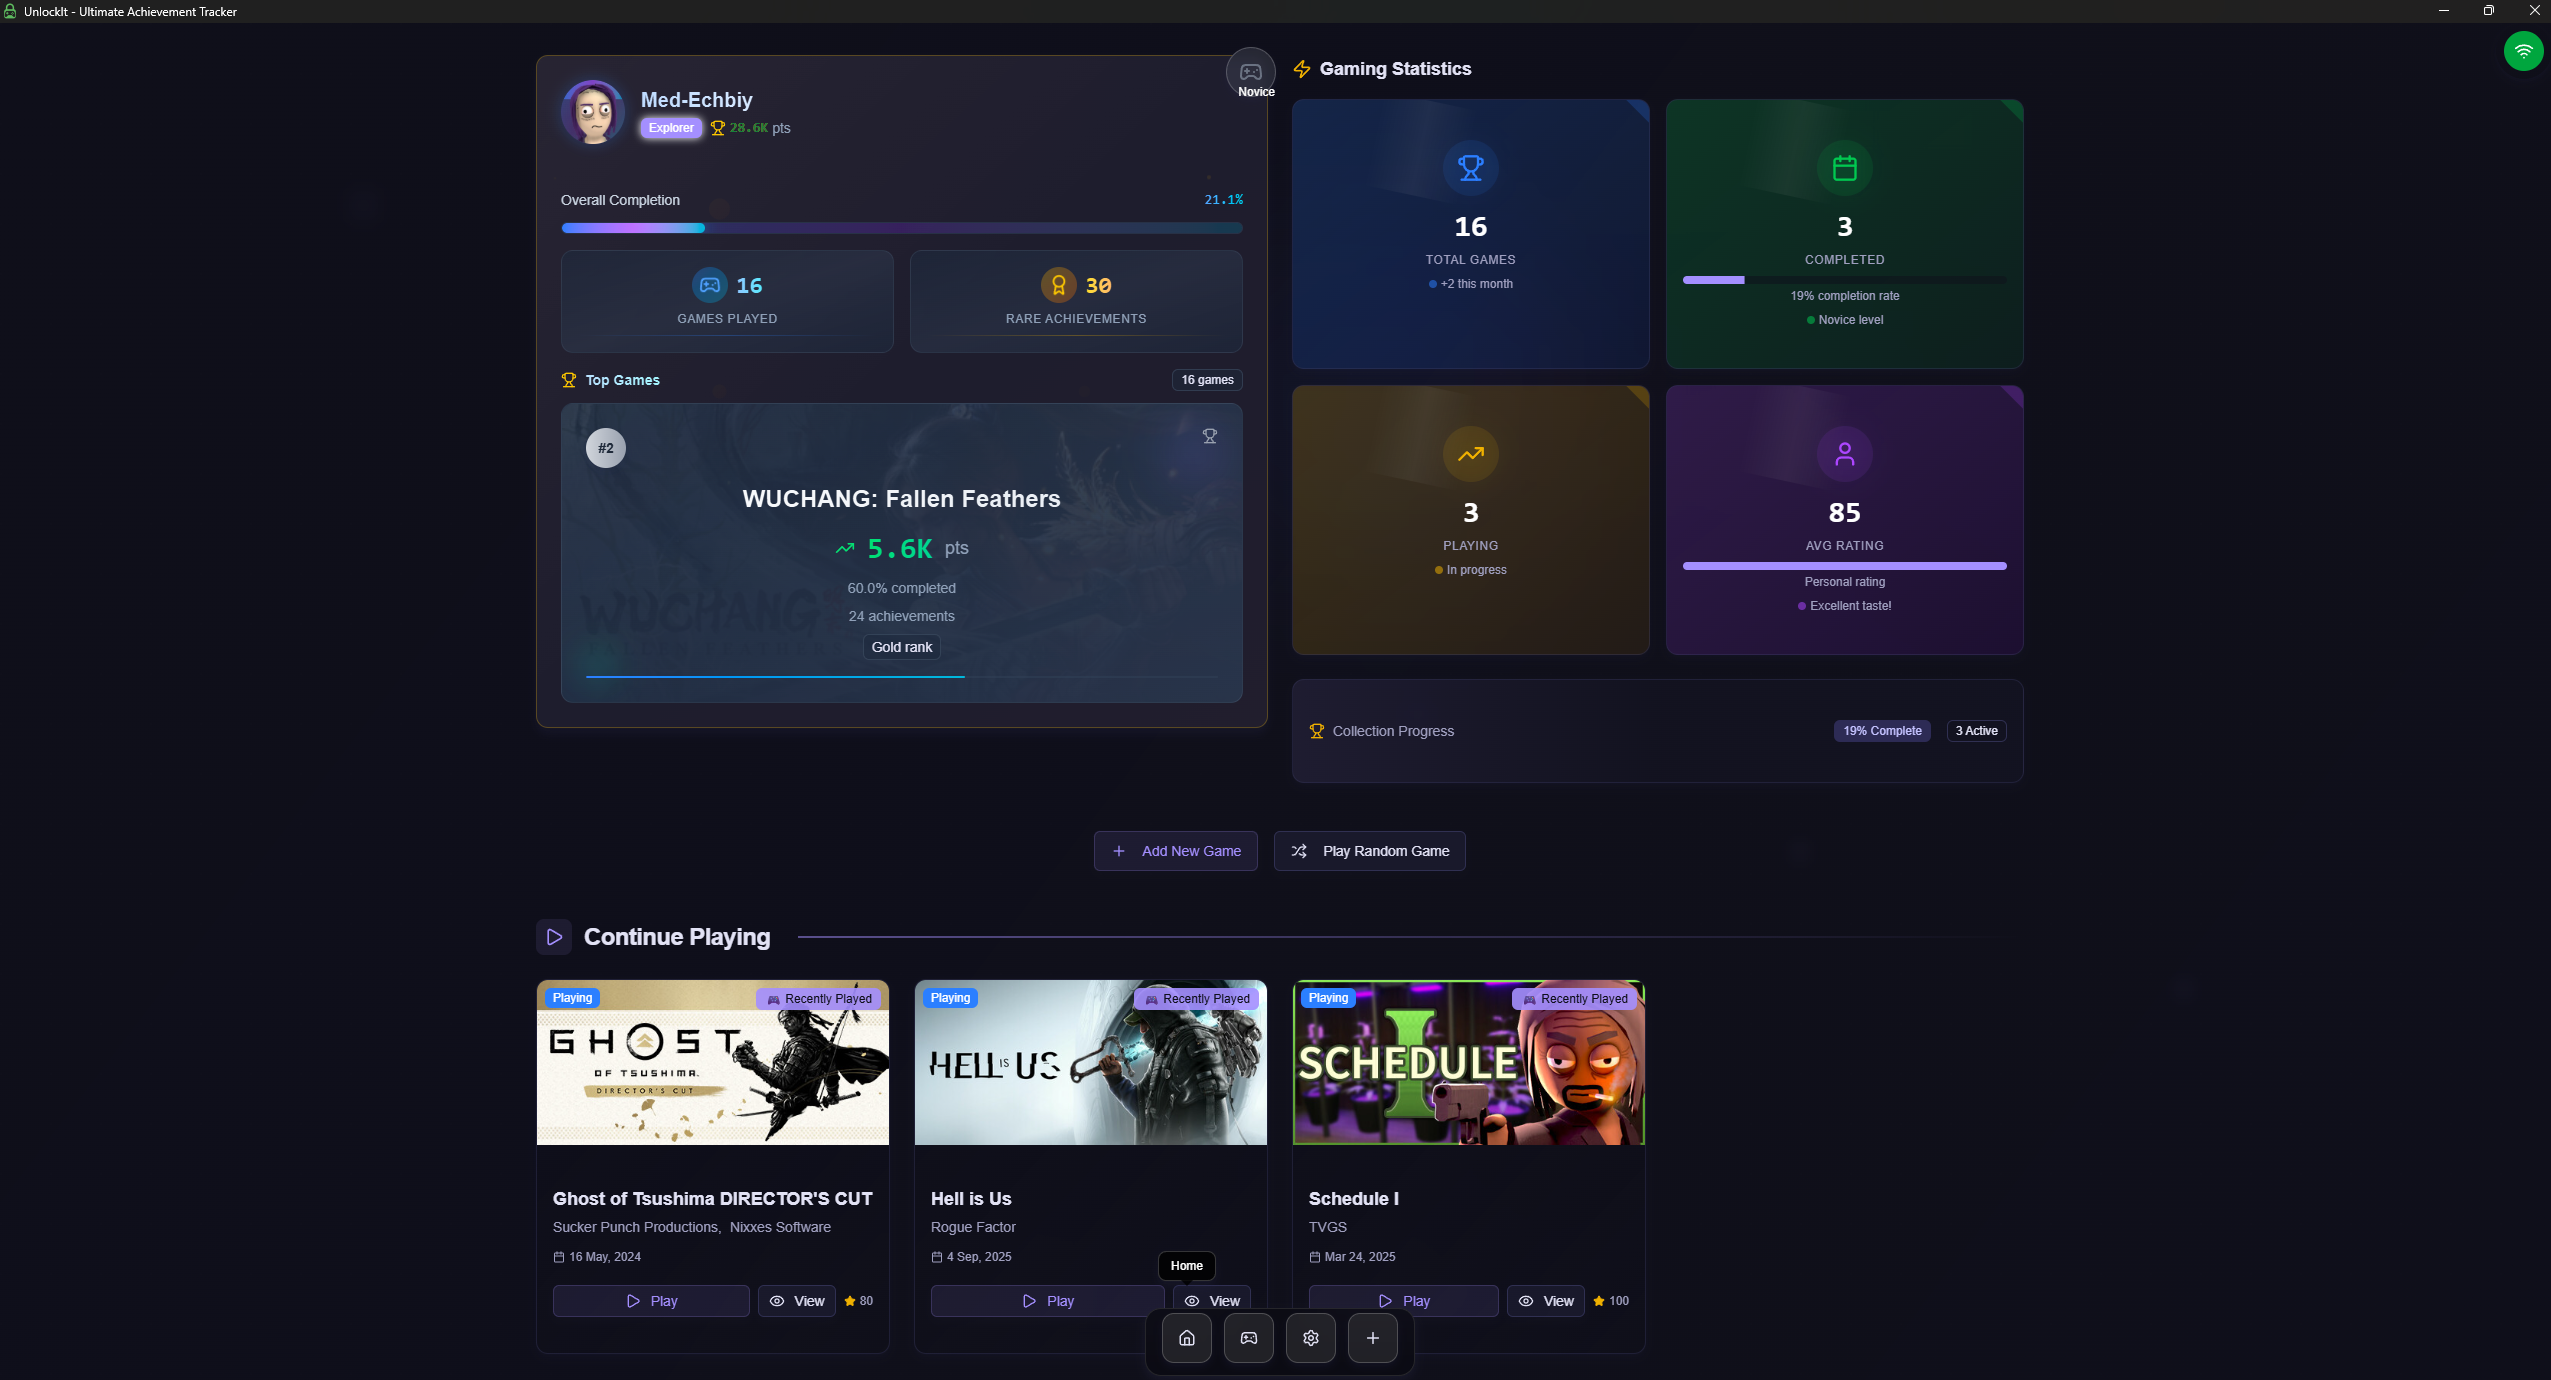 UnlockIt - Ultimate Achievement Tracker
Med-Echbiy
Explorer 28.6K pts
Novice
Overall Completion 21.1%
16
GAMES PLAYED
30
RARE ACHIEVEMENTS
Top Games 16 games
#2
WUCHANG: Fallen Feathers
5.6K pts
60.0% completed
24 achievements
Gold rank
WUCHANG
FALLEN FEATHERS
Gaming Statistics
16
TOTAL GAMES
+2 this month
3
COMPLETED
19% completion rate
Novice level
3
PLAYING
In progress
85
AVG RATING
Personal rating
Excellent taste!
Collection Progress 19% Complete 3 Active
Add New Game
Play Random Game
Continue Playing
Playing Recently Played
GHOST
OF TSUSHIMA
DIRECTOR'S CUT
Ghost of Tsushima DIRECTOR'S CUT
Sucker Punch Productions, Nixxes Software
16 May, 2024
Play View 80
Playing Recently Played
HELL IS US
Hell is Us
Rogue Factor
4 Sep, 2025
Play View
Playing Recently Played
SCHEDULE I
Schedule I
TVGS
Mar 24, 2025
Play View 100
Home